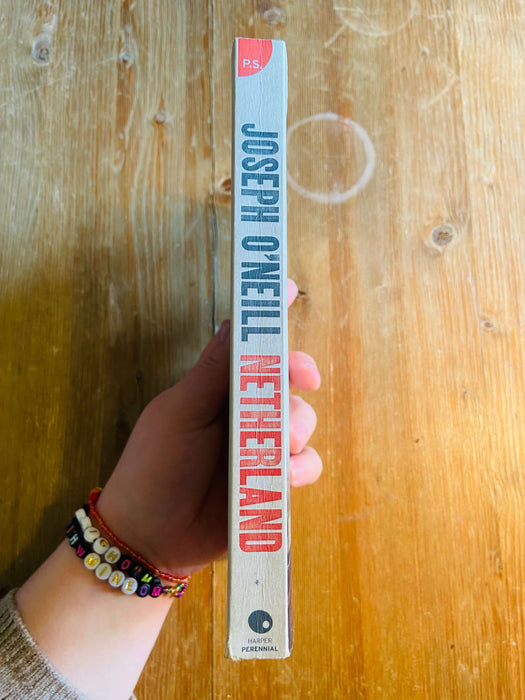 P.S.
JOSEPH O'NEILL NETHERLAND
HARPER
PERENNIAL